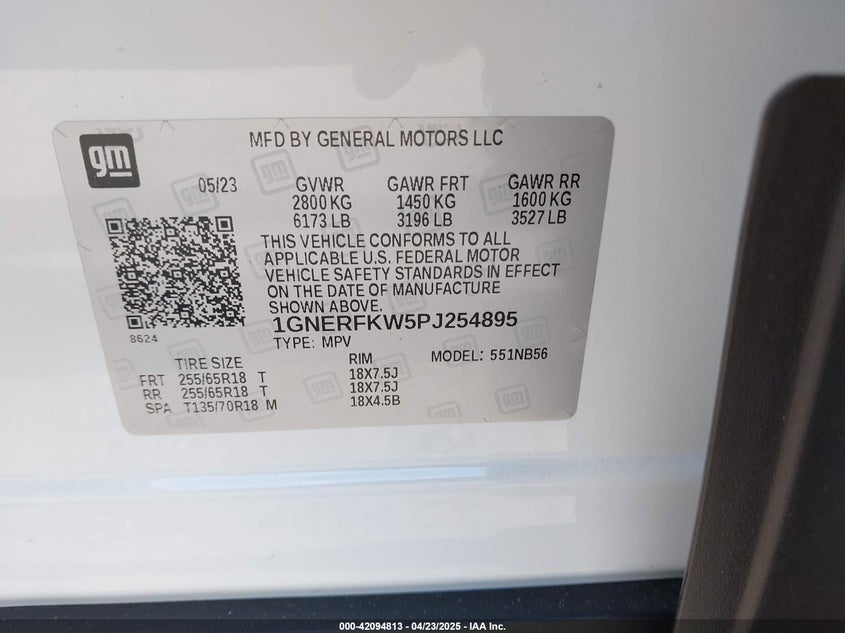 gm
MFD BY GENERAL MOTORS LLC
05/23 GVWR GAWR FRT GAWR RR
2800 KG 1450 KG 1600 KG
6173 LB 3196 LB 3527 LB
THIS VEHICLE CONFORMS TO ALL
APPLICABLE U.S. FEDERAL MOTOR
VEHICLE SAFETY STANDARDS IN EFFECT
ON THE DATE OF MANUFACTURE
SHOWN ABOVE.
1GNERFKW5PJ254895
8624
TYPE: MPV MODEL: 551NB56
TIRE SIZE RIM
FRT 255/65R18 T 18X7.5J
RR 255/65R18 T 18X7.5J
SPA T135/70R18 M 18X4.5B
000-42094813 - 04/23/2025 - IAA Inc.